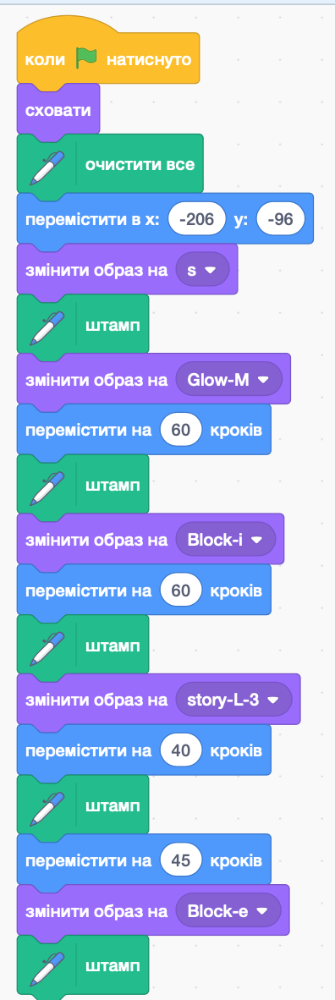 коли натиснуто
сховати
очистити все
перемістити в x: -206 y: -96
змінити образ на s
штамп
змінити образ на Glow-M
перемістити на 60 кроків
штамп
змінити образ на Block-i
перемістити на 60 кроків
штамп
змінити образ на story-L-3
перемістити на 40 кроків
штамп
перемістити на 45 кроків
змінити образ на Block-e
штамп